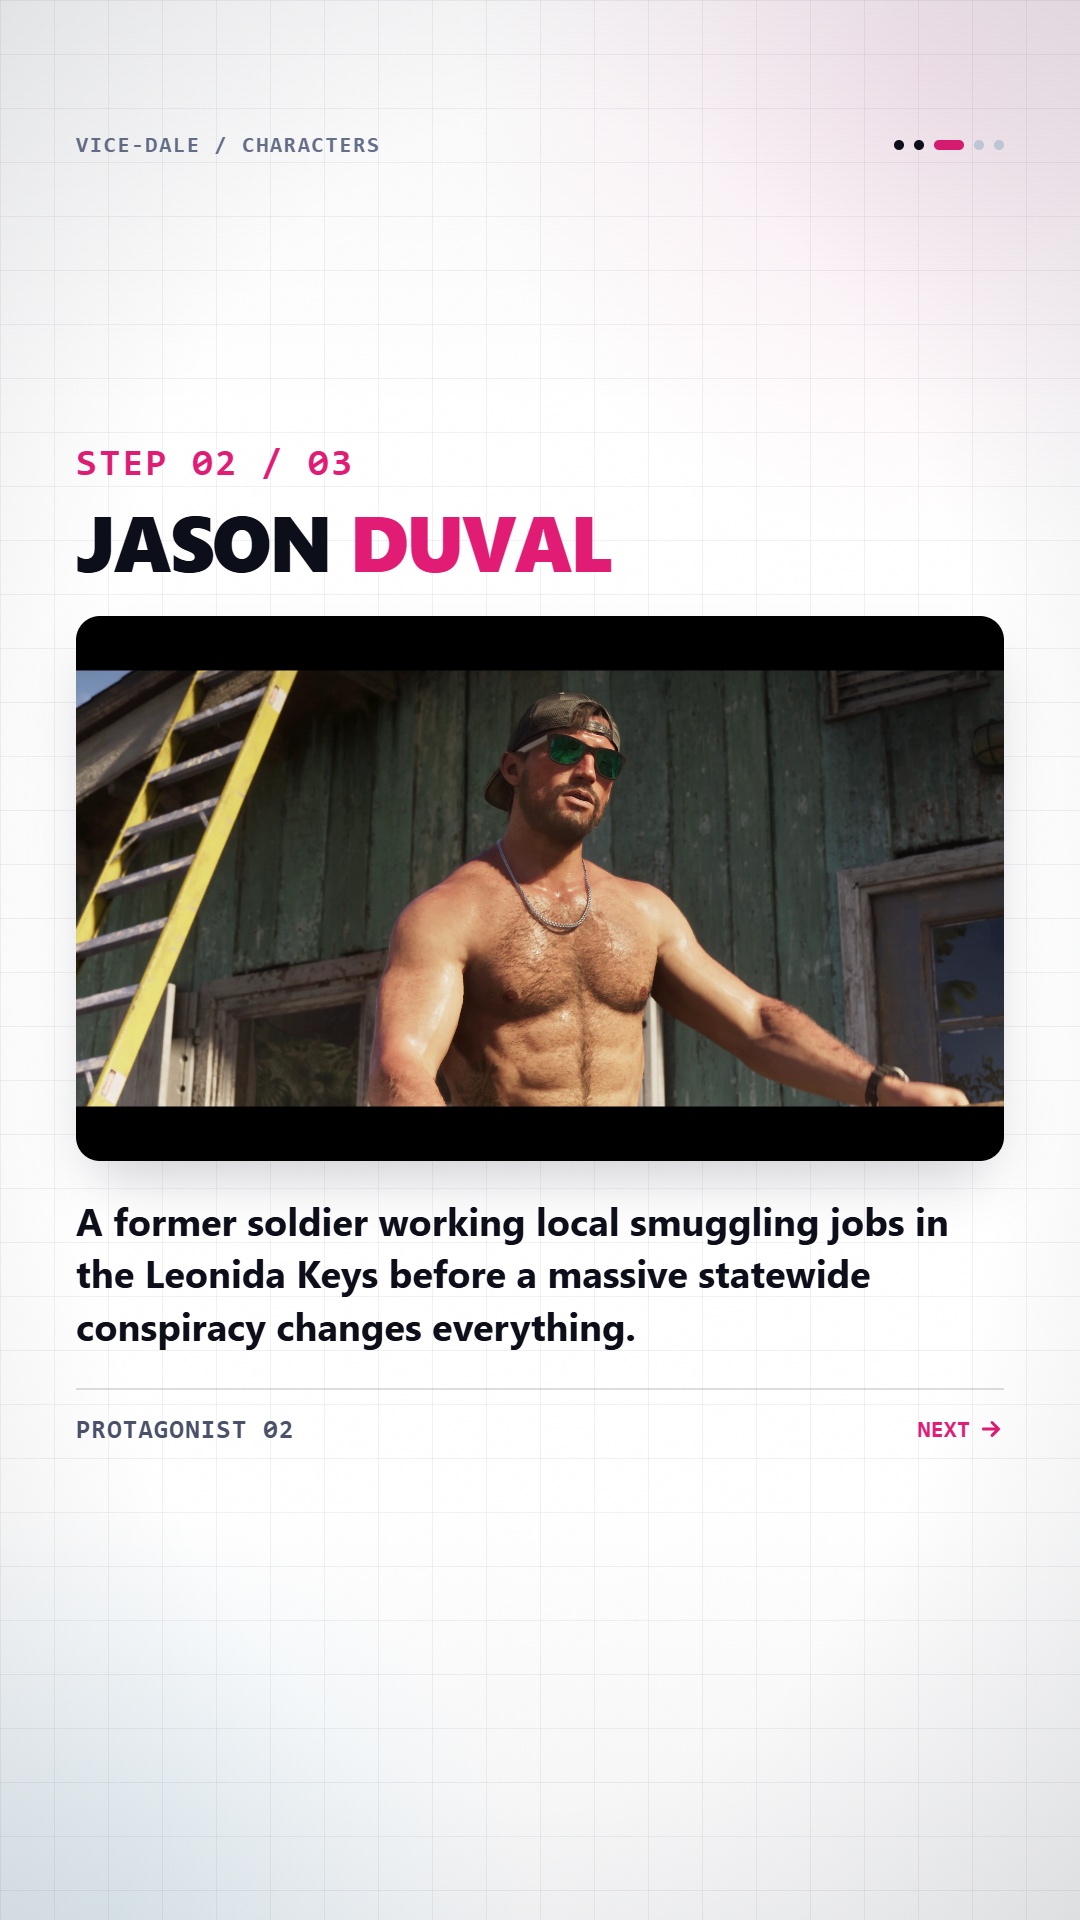 VICE-DALE / CHARACTERS
STEP 02 / 03
JASON DUVAL
A former soldier working local smuggling jobs in
the Leonida Keys before a massive statewide
conspiracy changes everything.
PROTAGONIST 02
NEXT →